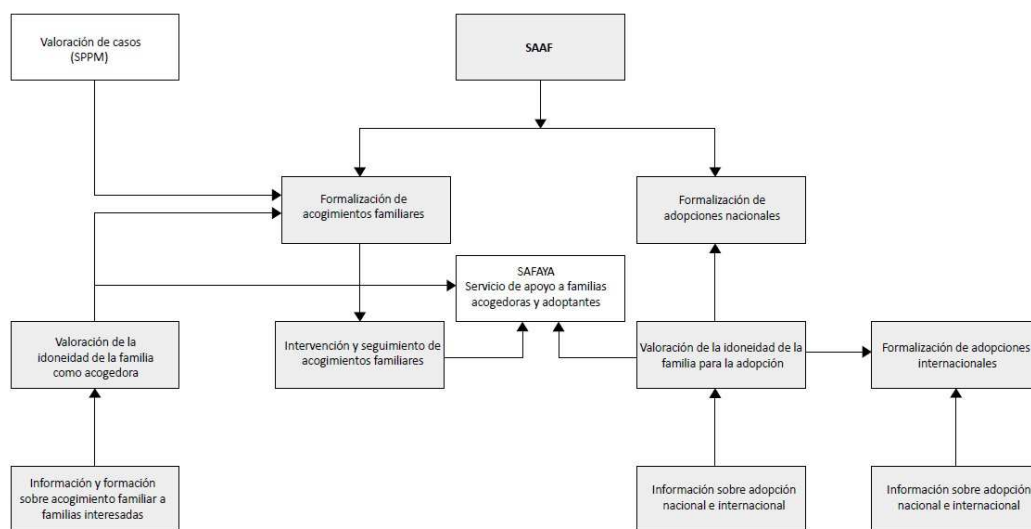 Valoración de casos
(SPPM)
SAAF
Formalización de
acogimientos familiares
Formalización de
adopciones nacionales
SAFAYA
Servicio de apoyo a familias
acogedoras y adoptantes
Valoración de la
idoneidad de la familia
como acogedora
Intervención y seguimiento de
acogimientos familiares
Valoración de la idoneidad de la
familia para la adopción
Formalización de adopciones
internacionales
Información y formación
sobre acogimiento familiar a
familias interesadas
Información sobre adopción
nacional e internacional
Información sobre adopción
nacional e internacional